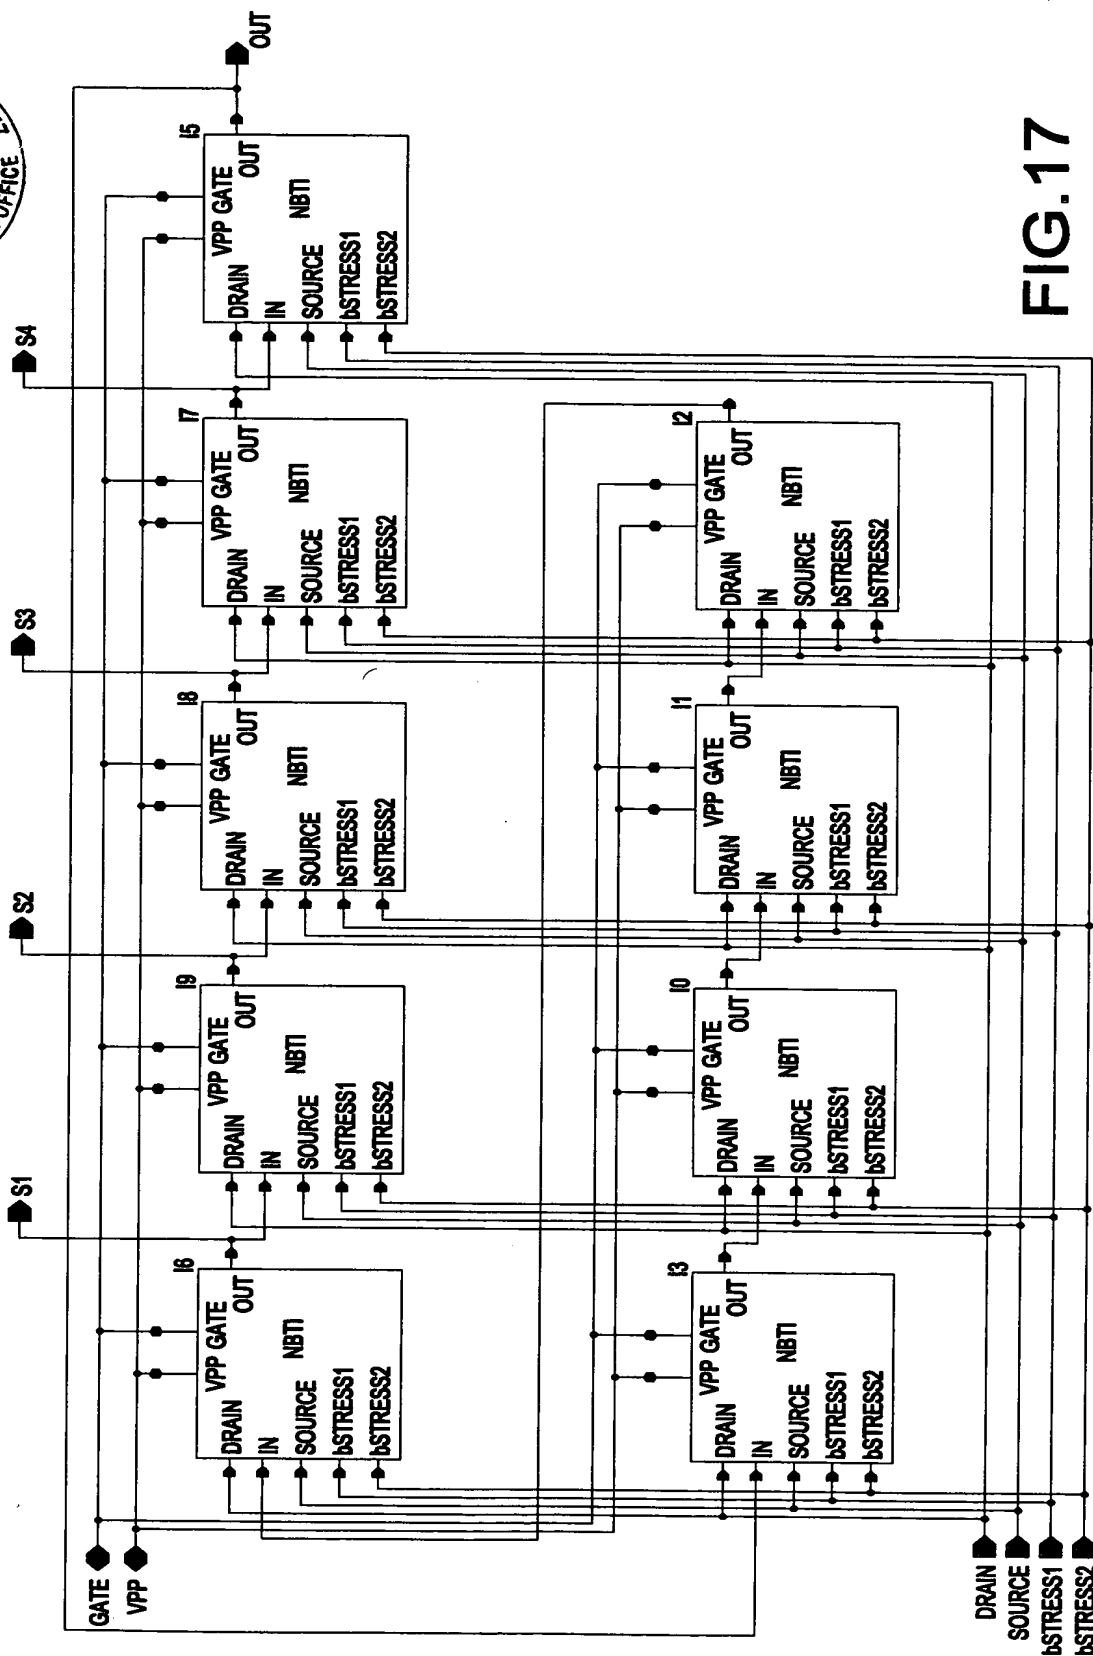 OFFICE
GATE
VPP
OUT
S1
S2
S3
S4
I6
VPP GATE
OUT
DRAIN
NBTI
IN
SOURCE
bSTRESS1
bSTRESS2
I9
VPP GATE
OUT
DRAIN
NBTI
IN
SOURCE
bSTRESS1
bSTRESS2
I8
VPP GATE
OUT
DRAIN
NBTI
IN
SOURCE
bSTRESS1
bSTRESS2
I7
VPP GATE
OUT
DRAIN
NBTI
IN
SOURCE
bSTRESS1
bSTRESS2
I5
VPP GATE
OUT
DRAIN
NBTI
IN
SOURCE
bSTRESS1
bSTRESS2
I3
VPP GATE
OUT
DRAIN
NBTI
IN
SOURCE
bSTRESS1
bSTRESS2
I0
VPP GATE
OUT
DRAIN
NBTI
IN
SOURCE
bSTRESS1
bSTRESS2
I1
VPP GATE
OUT
DRAIN
NBTI
IN
SOURCE
bSTRESS1
bSTRESS2
I2
VPP GATE
OUT
DRAIN
NBTI
IN
SOURCE
bSTRESS1
bSTRESS2
DRAIN
SOURCE
bSTRESS1
bSTRESS2
FIG.17